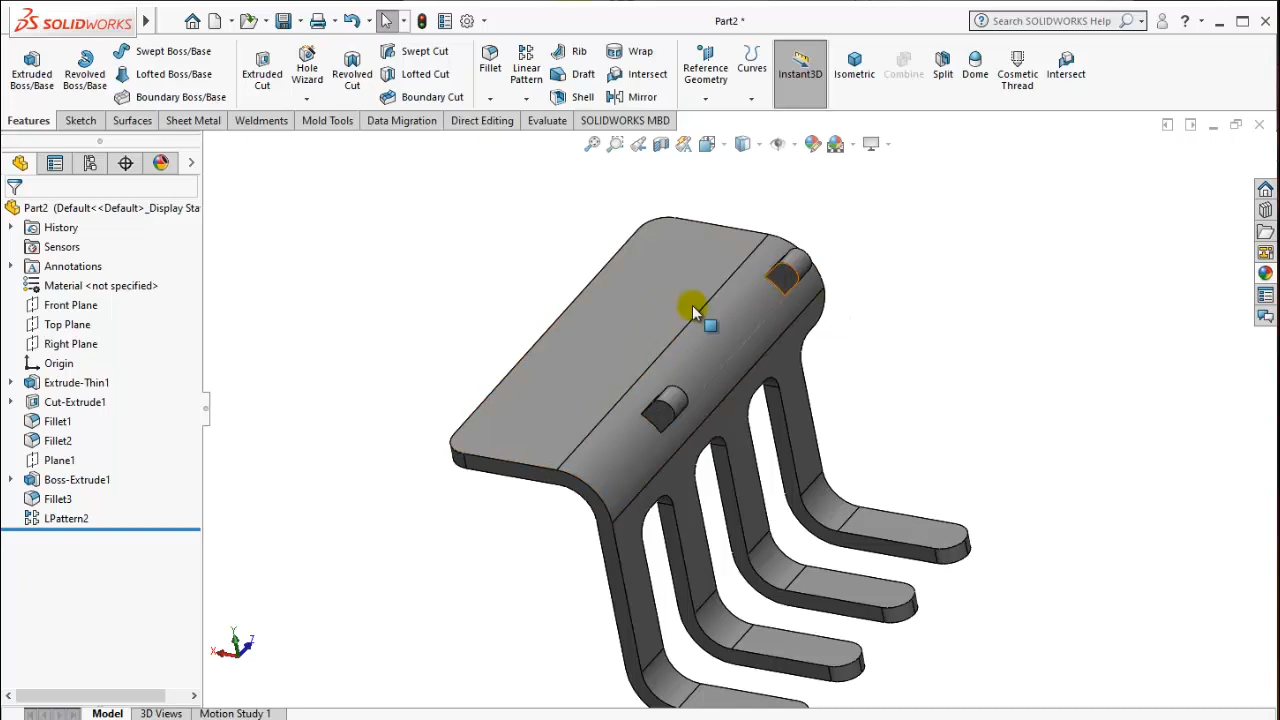 SOLIDWORKS
Part2 *
Search SOLIDWORKS Help
?
Extruded Boss/Base
Revolved Boss/Base
Swept Boss/Base
Lofted Boss/Base
Boundary Boss/Base
Extruded Cut
Hole Wizard
Revolved Cut
Swept Cut
Lofted Cut
Boundary Cut
Fillet
Linear Pattern
Rib
Draft
Shell
Wrap
Intersect
Mirror
Reference Geometry
Curves
Instant3D
Isometric
Combine
Split
Dome
Cosmetic Thread
Intersect
Features
Sketch
Surfaces
Sheet Metal
Weldments
Mold Tools
Data Migration
Direct Editing
Evaluate
SOLIDWORKS MBD
Part2 (Default<<Default>_Display Sta
History
Sensors
Annotations
Material <not specified>
Front Plane
Top Plane
Right Plane
Origin
Extrude-Thin1
Cut-Extrude1
Fillet1
Fillet2
Plane1
Boss-Extrude1
Fillet3
LPattern2
Y
X
Z
Model
3D Views
Motion Study 1